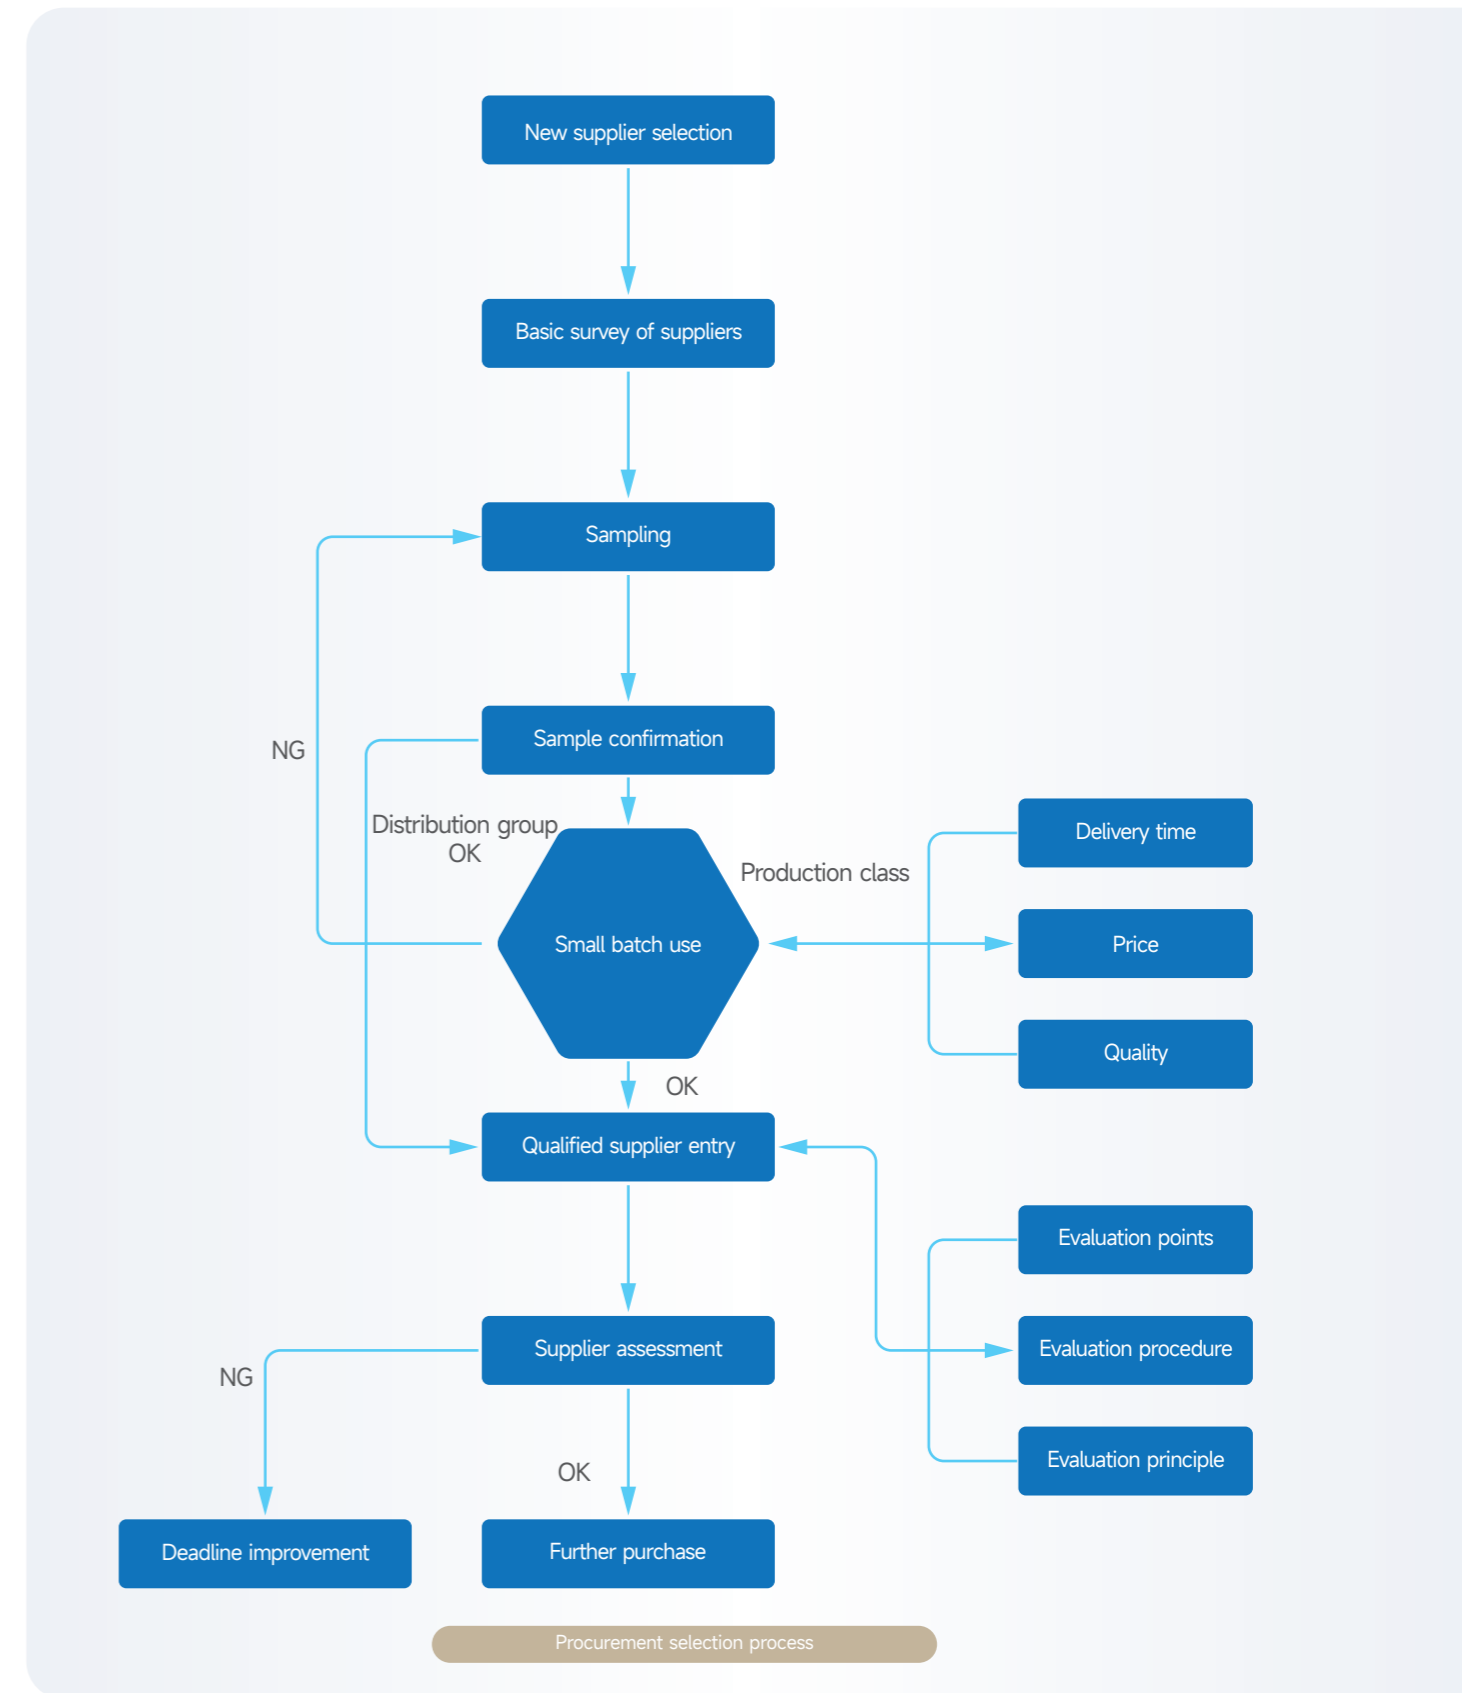 New supplier selection
Basic survey of suppliers
Sampling
NG
Sample confirmation
Distribution group
OK
Production class
Small batch use
Delivery time
Price
Quality
OK
Qualified supplier entry
Evaluation points
Evaluation procedure
Evaluation principle
Supplier assessment
NG
OK
Deadline improvement
Further purchase
Procurement selection process